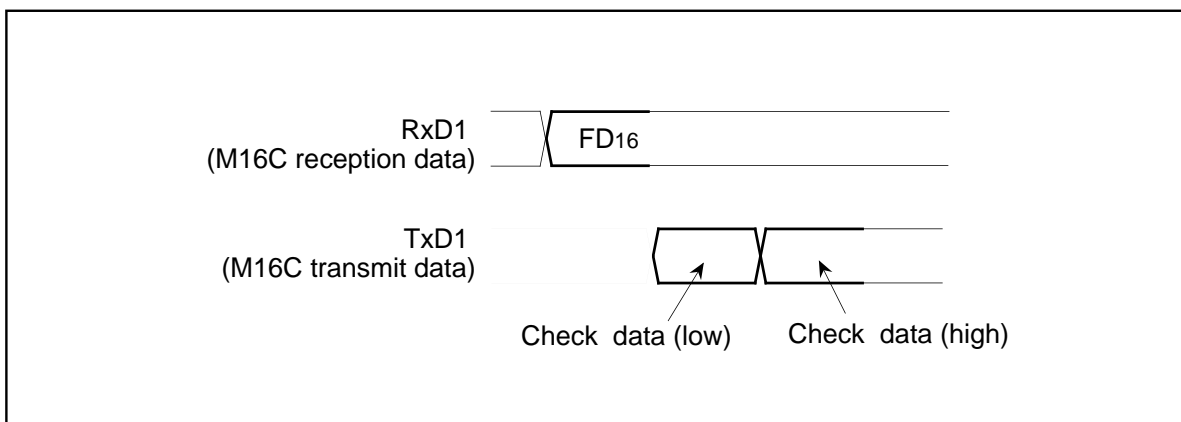 RxD1
(M16C reception data)
FD16
TxD1
(M16C transmit data)
Check data (low)
Check data (high)